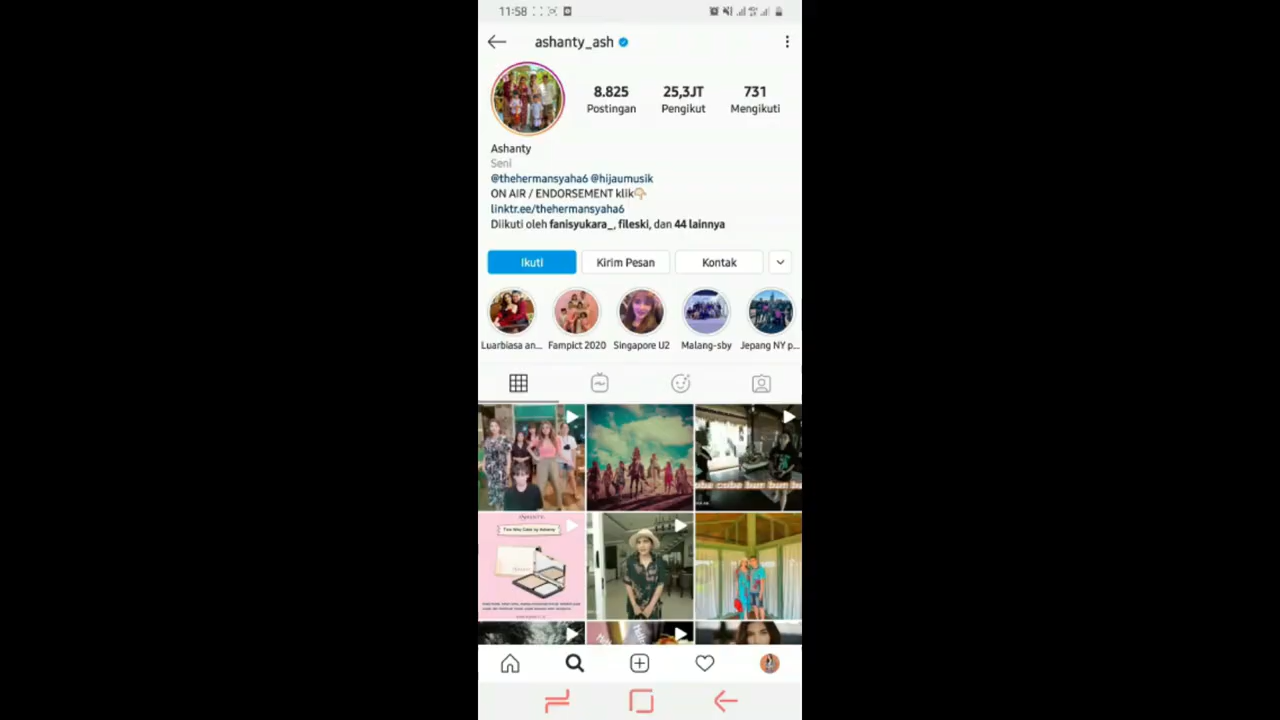 11:58
ashanty_ash
8.825 25,3JT 731
Postingan Pengikut Mengikuti
Ashanty
Seni
@thehermansyaha6 @hijaumusik
ON AIR / ENDORSEMENT klik👇
linktr.ee/thehermansyaha6
Diikuti oleh fanisyukara_, fileski, dan 44 lainnya
Ikuti Kirim Pesan Kontak
Luarbiasa an... Fampict 2020 Singapore U2 Malang-sby Jepang NY p...